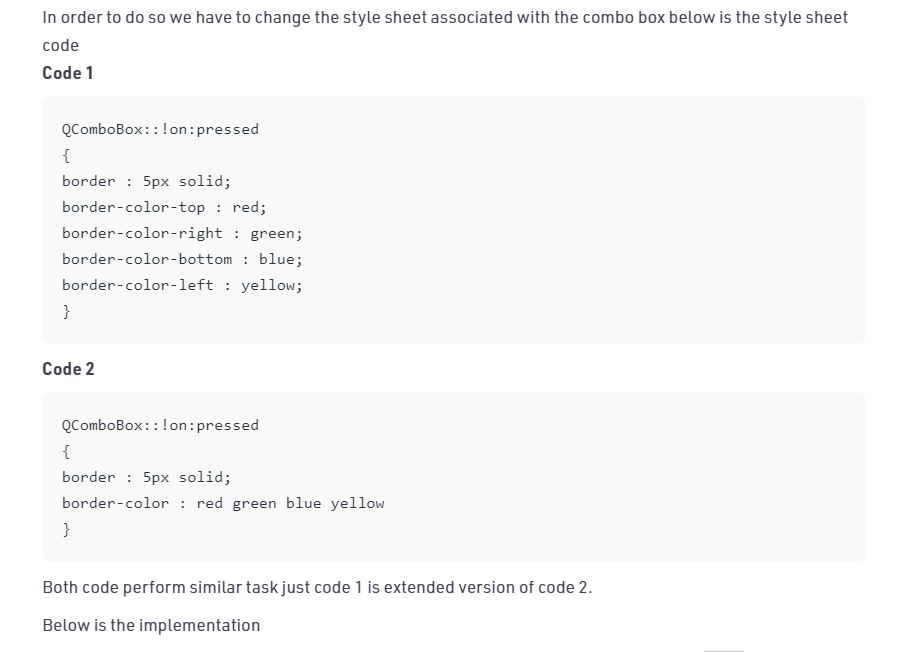 In order to do so we have to change the style sheet associated with the combo box below is the style sheet
code
Code 1
QComboBox::!on:pressed
{
border : 5px solid;
border-color-top : red;
border-color-right : green;
border-color-bottom : blue;
border-color-left : yellow;
}
Code 2
QComboBox::!on:pressed
{
border : 5px solid;
border-color : red green blue yellow
}
Both code perform similar task just code 1 is extended version of code 2.
Below is the implementation